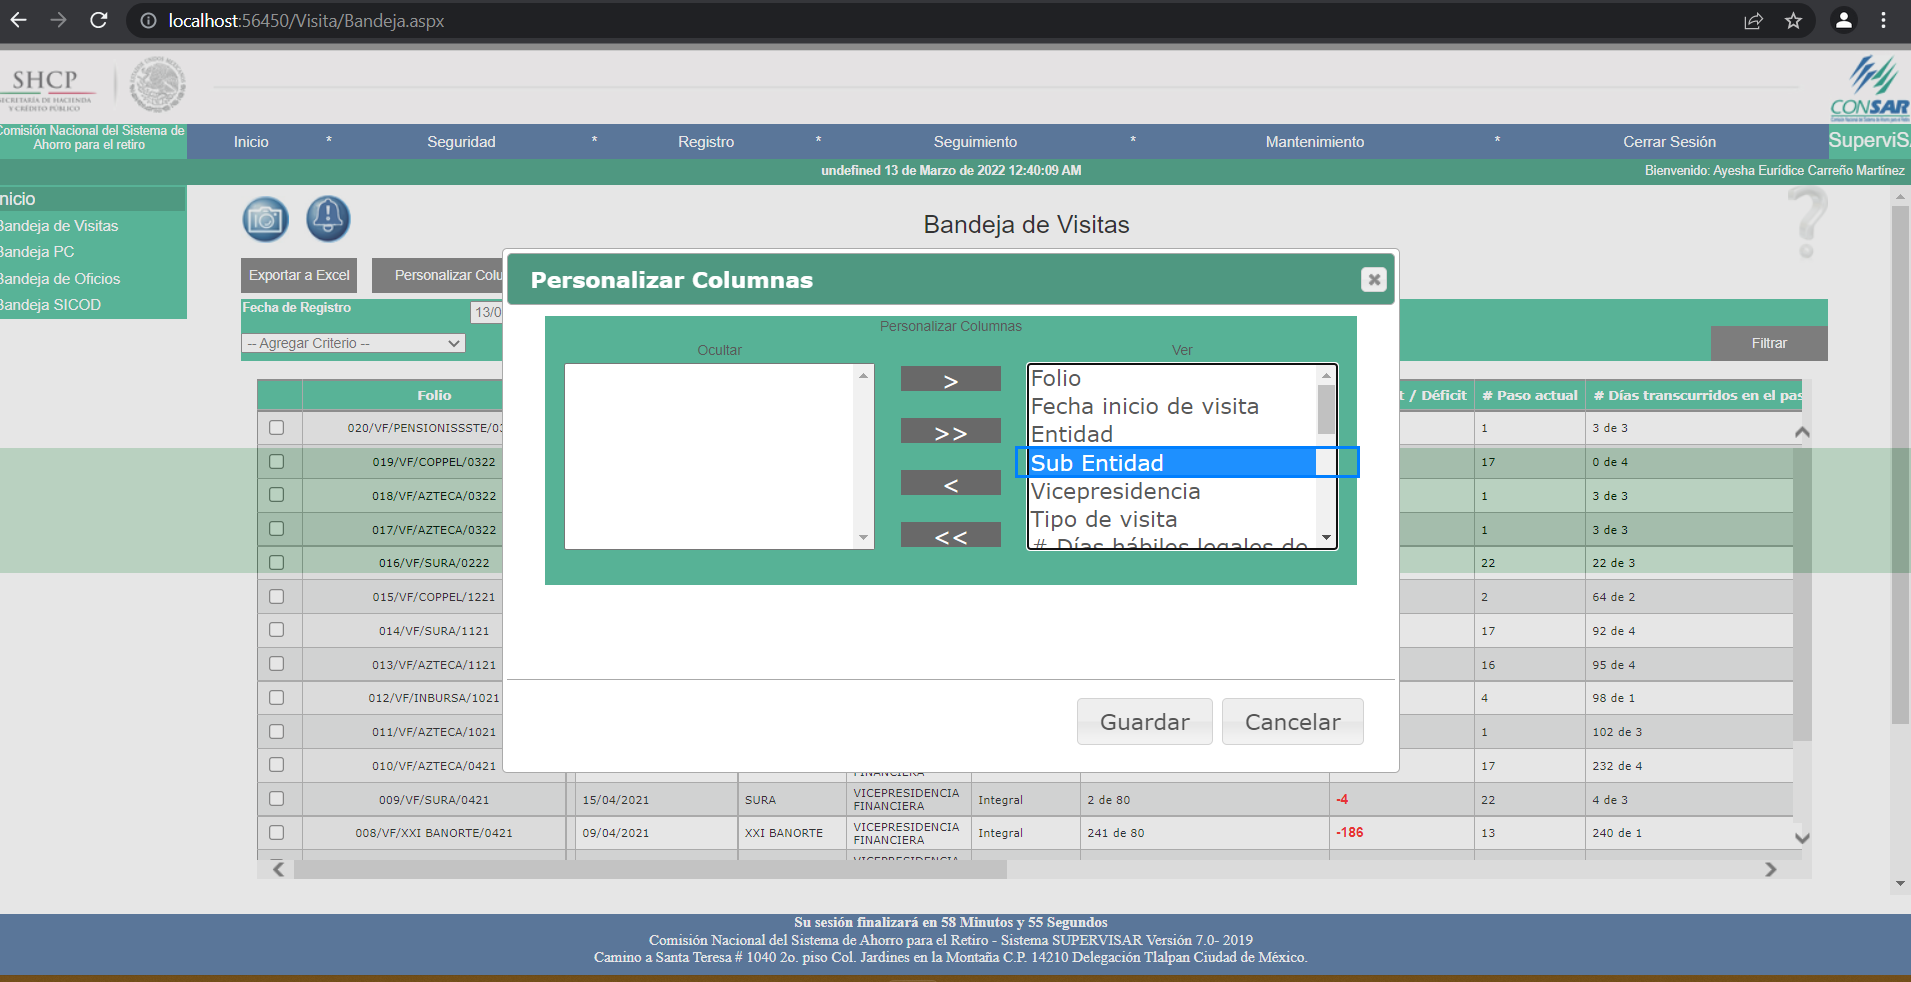 localhost:56450/Visita/Bandeja.aspx
SHCP
SECRETARÍA DE HACIENDA
Y CRÉDITO PÚBLICO
CONSAR
Comisión Nacional del Sistema de
Ahorro para el retiro
Inicio * Seguridad * Registro * Seguimiento * Mantenimiento * Cerrar Sesión
SuperviS
undefined 13 de Marzo de 2022 12:40:09 AM
Bienvenido: Ayesha Eurídice Carreño Martínez
nicio
Bandeja de Visitas
Bandeja PC
Bandeja de Oficios
Bandeja SICOD
Bandeja de Visitas
?
Exportar a Excel
Personalizar Colu
Fecha de Registro
13/0
-- Agregar Criterio --
Filtrar
Personalizar Columnas
Personalizar Columnas
Ocultar
Ver
>
>>
<
<<
Folio
Fecha inicio de visita
Entidad
Sub Entidad
Vicepresidencia
Tipo de visita
# Días hábiles legales de
Guardar
Cancelar
Folio t / Déficit # Paso actual # Días transcurridos en el pas
020/VF/PENSIONISSSTE/03 1 3 de 3
019/VF/COPPEL/0322 17 0 de 4
018/VF/AZTECA/0322 1 3 de 3
017/VF/AZTECA/0322 1 3 de 3
016/VF/SURA/0222 22 22 de 3
015/VF/COPPEL/1221 2 64 de 2
014/VF/SURA/1121 17 92 de 4
013/VF/AZTECA/1121 16 95 de 4
012/VF/INBURSA/1021 4 98 de 1
011/VF/AZTECA/1021 1 102 de 3
010/VF/AZTECA/0421 FINANCIERA 17 232 de 4
009/VF/SURA/0421 15/04/2021 SURA VICEPRESIDENCIA FINANCIERA Integral 2 de 80 -4 22 4 de 3
008/VF/XXI BANORTE/0421 09/04/2021 XXI BANORTE VICEPRESIDENCIA FINANCIERA Integral 241 de 80 -186 13 240 de 1
VICEPRESIDENCIA
Su sesión finalizará en 58 Minutos y 55 Segundos
Comisión Nacional del Sistema de Ahorro para el Retiro - Sistema SUPERVISAR Versión 7.0- 2019
Camino a Santa Teresa # 1040 2o. piso Col. Jardines en la Montaña C.P. 14210 Delegación Tlalpan Ciudad de México.